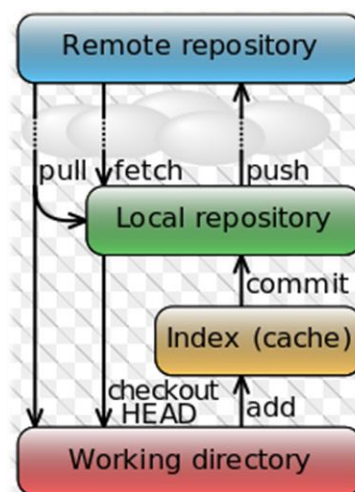 Remote repository
pull
fetch
push
Local repository
commit
Index (cache)
checkout
HEAD
add
Working directory